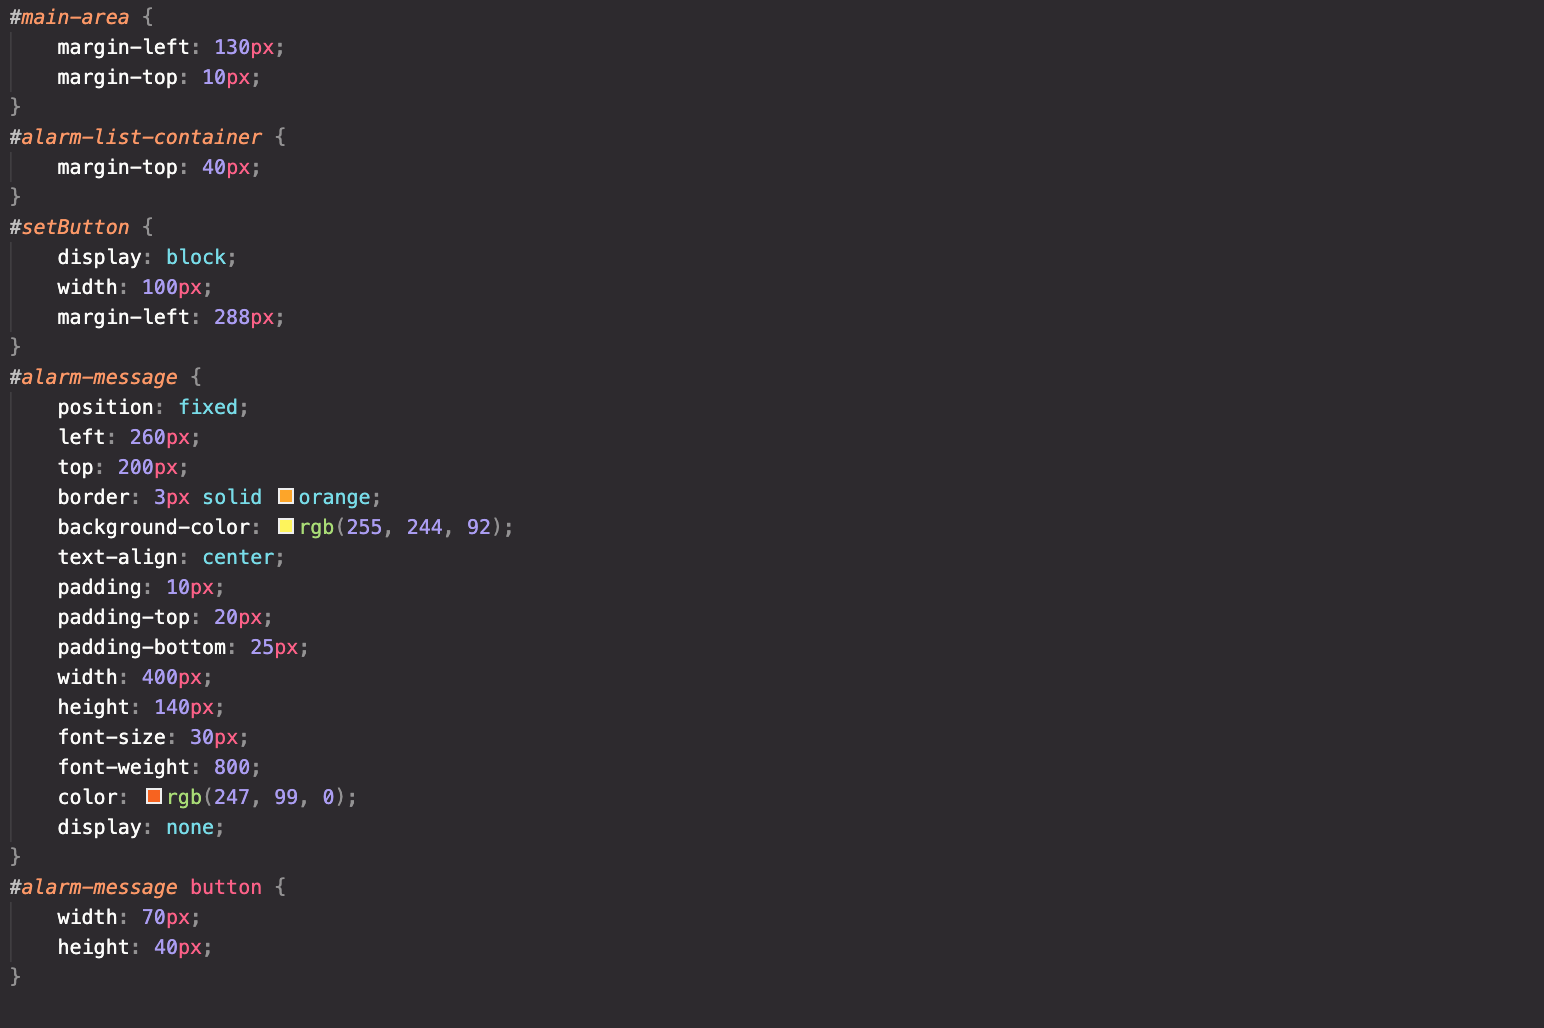 #main-area {
    margin-left: 130px;
    margin-top: 10px;
}
#alarm-list-container {
    margin-top: 40px;
}
#setButton {
    display: block;
    width: 100px;
    margin-left: 288px;
}
#alarm-message {
    position: fixed;
    left: 260px;
    top: 200px;
    border: 3px solid orange;
    background-color: rgb(255, 244, 92);
    text-align: center;
    padding: 10px;
    padding-top: 20px;
    padding-bottom: 25px;
    width: 400px;
    height: 140px;
    font-size: 30px;
    font-weight: 800;
    color: rgb(247, 99, 0);
    display: none;
}
#alarm-message button {
    width: 70px;
    height: 40px;
}